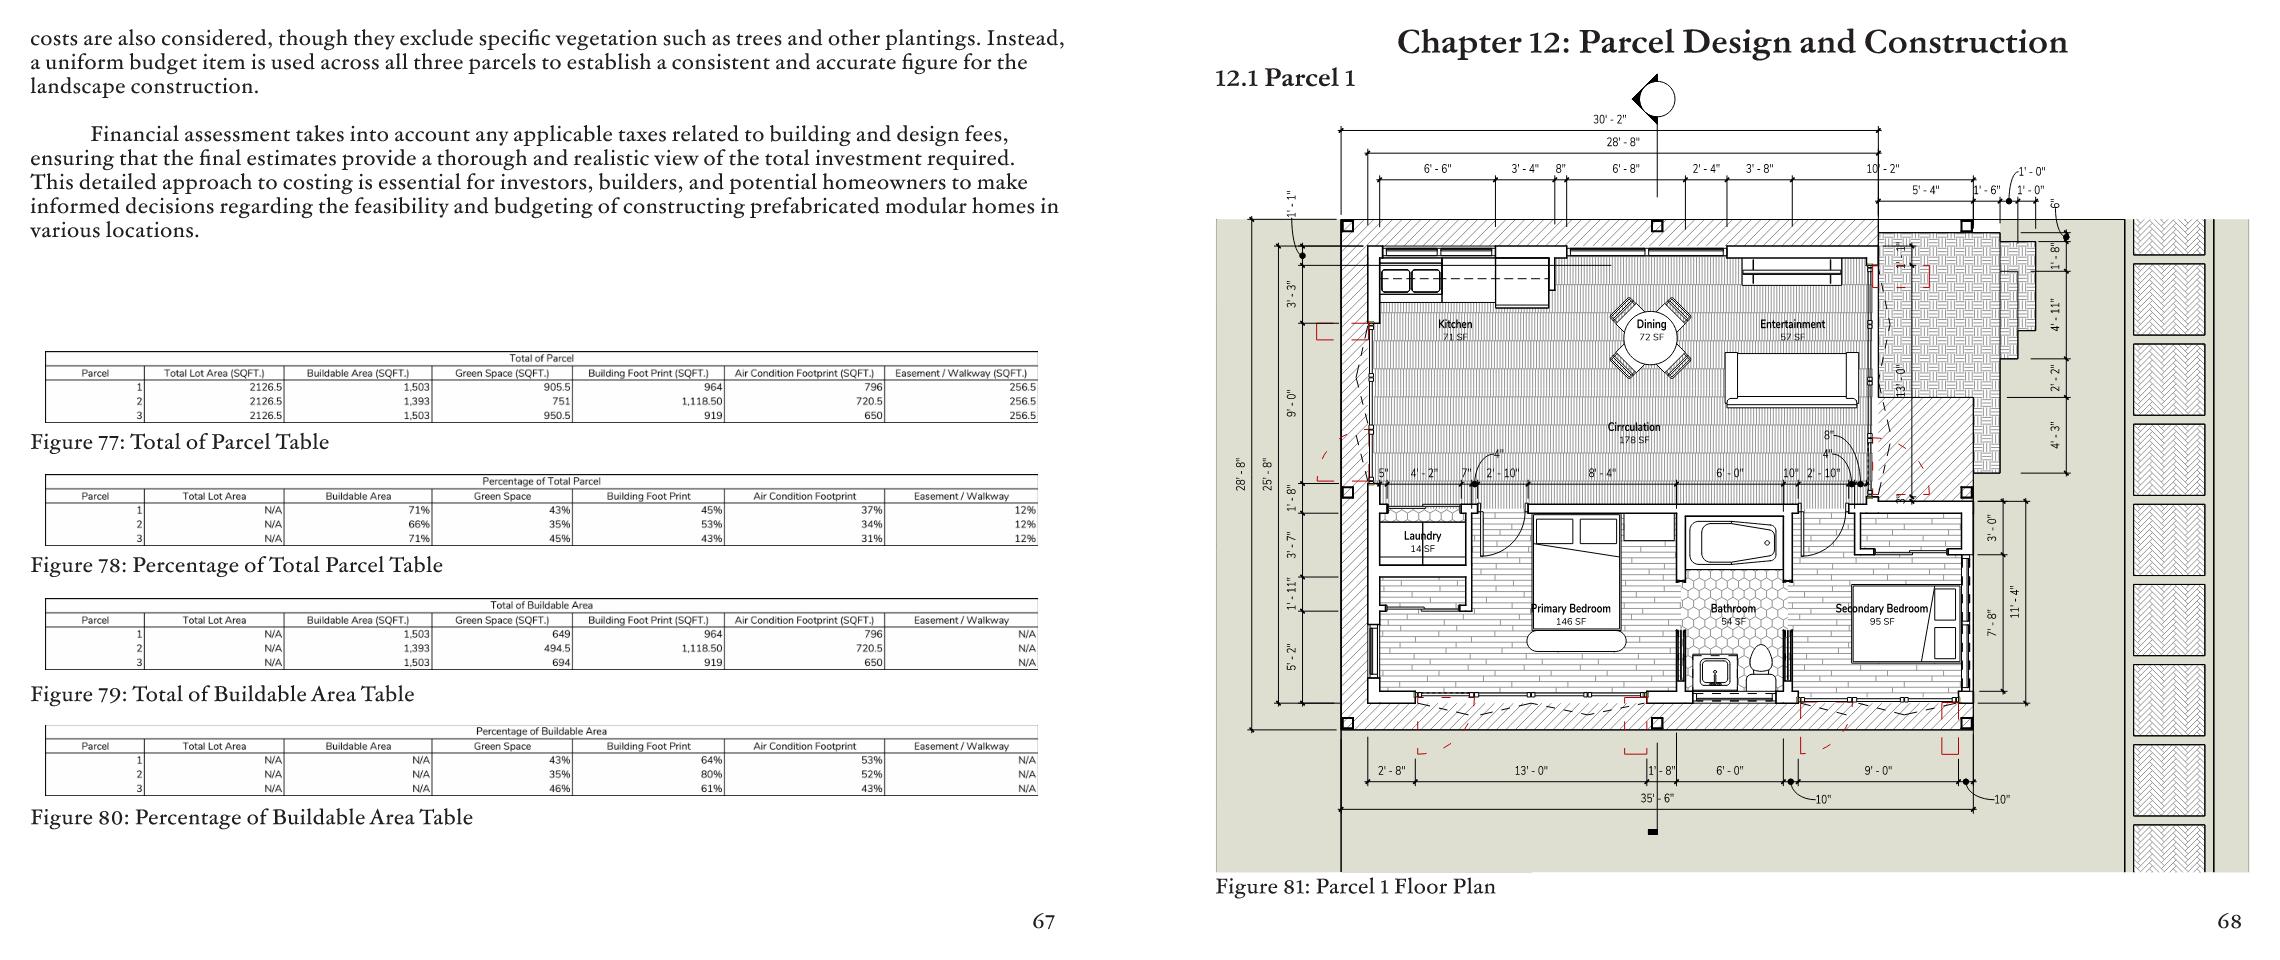 costs are also considered, though they exclude specific vegetation such as trees and other plantings. Instead,
a uniform budget item is used across all three parcels to establish a consistent and accurate figure for the
landscape construction.
Financial assessment takes into account any applicable taxes related to building and design fees,
ensuring that the final estimates provide a thorough and realistic view of the total investment required.
This detailed approach to costing is essential for investors, builders, and potential homeowners to make
informed decisions regarding the feasibility and budgeting of constructing prefabricated modular homes in
various locations.
Total of Parcel
Parcel Total Lot Area (SQFT.) Buildable Area (SQFT.) Green Space (SQFT.) Building Foot Print (SQFT.) Air Condition Footprint (SQFT.) Easement / Walkway (SQFT.)
1 2126.5 1,503 905.5 964 796 256.5
2 2126.5 1,393 751 1,118.50 720.5 256.5
3 2126.5 1,503 950.5 919 650 256.5
Figure 77: Total of Parcel Table
Percentage of Total Parcel
Parcel Total Lot Area Buildable Area Green Space Building Foot Print Air Condition Footprint Easement / Walkway
1 N/A 71% 43% 45% 37% 12%
2 N/A 66% 35% 53% 34% 12%
3 N/A 71% 45% 43% 31% 12%
Figure 78: Percentage of Total Parcel Table
Total of Buildable Area
Parcel Total Lot Area Buildable Area (SQFT.) Green Space (SQFT.) Building Foot Print (SQFT.) Air Condition Footprint (SQFT.) Easement / Walkway
1 N/A 1,503 649 964 796 N/A
2 N/A 1,393 494.5 1,118.50 720.5 N/A
3 N/A 1,503 694 919 650 N/A
Figure 79: Total of Buildable Area Table
Percentage of Buildable Area
Parcel Total Lot Area Buildable Area Green Space Building Foot Print Air Condition Footprint Easement / Walkway
1 N/A N/A 43% 64% 53% N/A
2 N/A N/A 35% 80% 52% N/A
3 N/A N/A 46% 61% 43% N/A
Figure 80: Percentage of Buildable Area Table
67
Chapter 12: Parcel Design and Construction
12.1 Parcel 1
30' - 2"
28' - 8"
6' - 6" 3' - 4" 8" 6' - 8" 2' - 4" 3' - 8" 10' - 2"
1' - 0"
5' - 4" 1' - 6" 1' - 0"
6"
1' - 1"
1' - 1"
1' - 8"
3' - 3"
4' - 11"
Kitchen
71 SF
Dining
72 SF
Entertainment
57 SF
9' - 0"
13' - 0"
2' - 2"
Cirrculation
178 SF
8"
4' - 3"
4"
4"
28' - 8"
25' - 8"
5" 4' - 2" 7" 2' - 10" 8' - 4" 6' - 0" 10" 2' - 10"
1' - 8"
3"
Laundry
14 SF
3' - 7"
3' - 0"
1' - 11"
11' - 4"
Primary Bedroom
146 SF
Bathroom
54 SF
Secondary Bedroom
95 SF
7' - 8"
5' - 2"
2' - 8" 13' - 0" 1' - 8" 6' - 0" 9' - 0"
35' - 6"
10"
10"
Figure 81: Parcel 1 Floor Plan
68